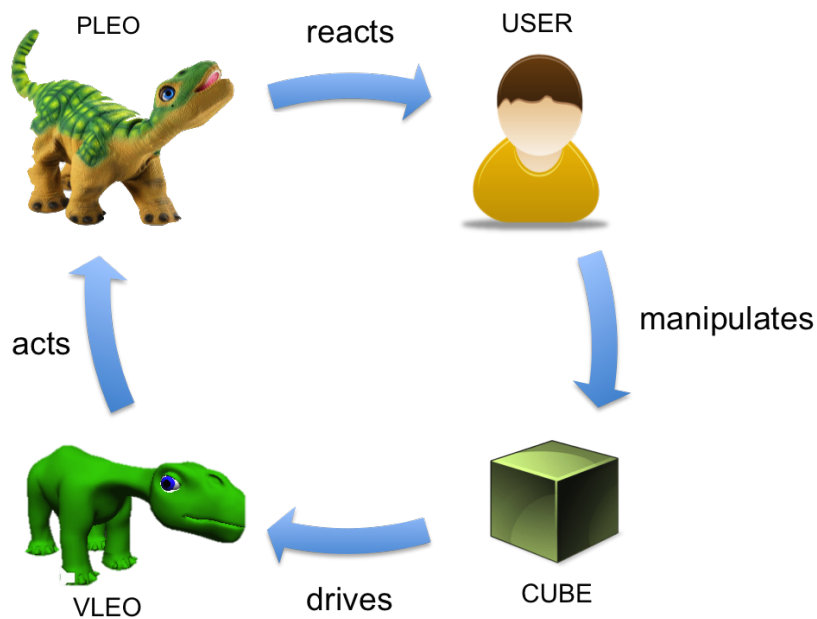 PLEO
reacts
USER
manipulates
acts
VLEO
drives
CUBE